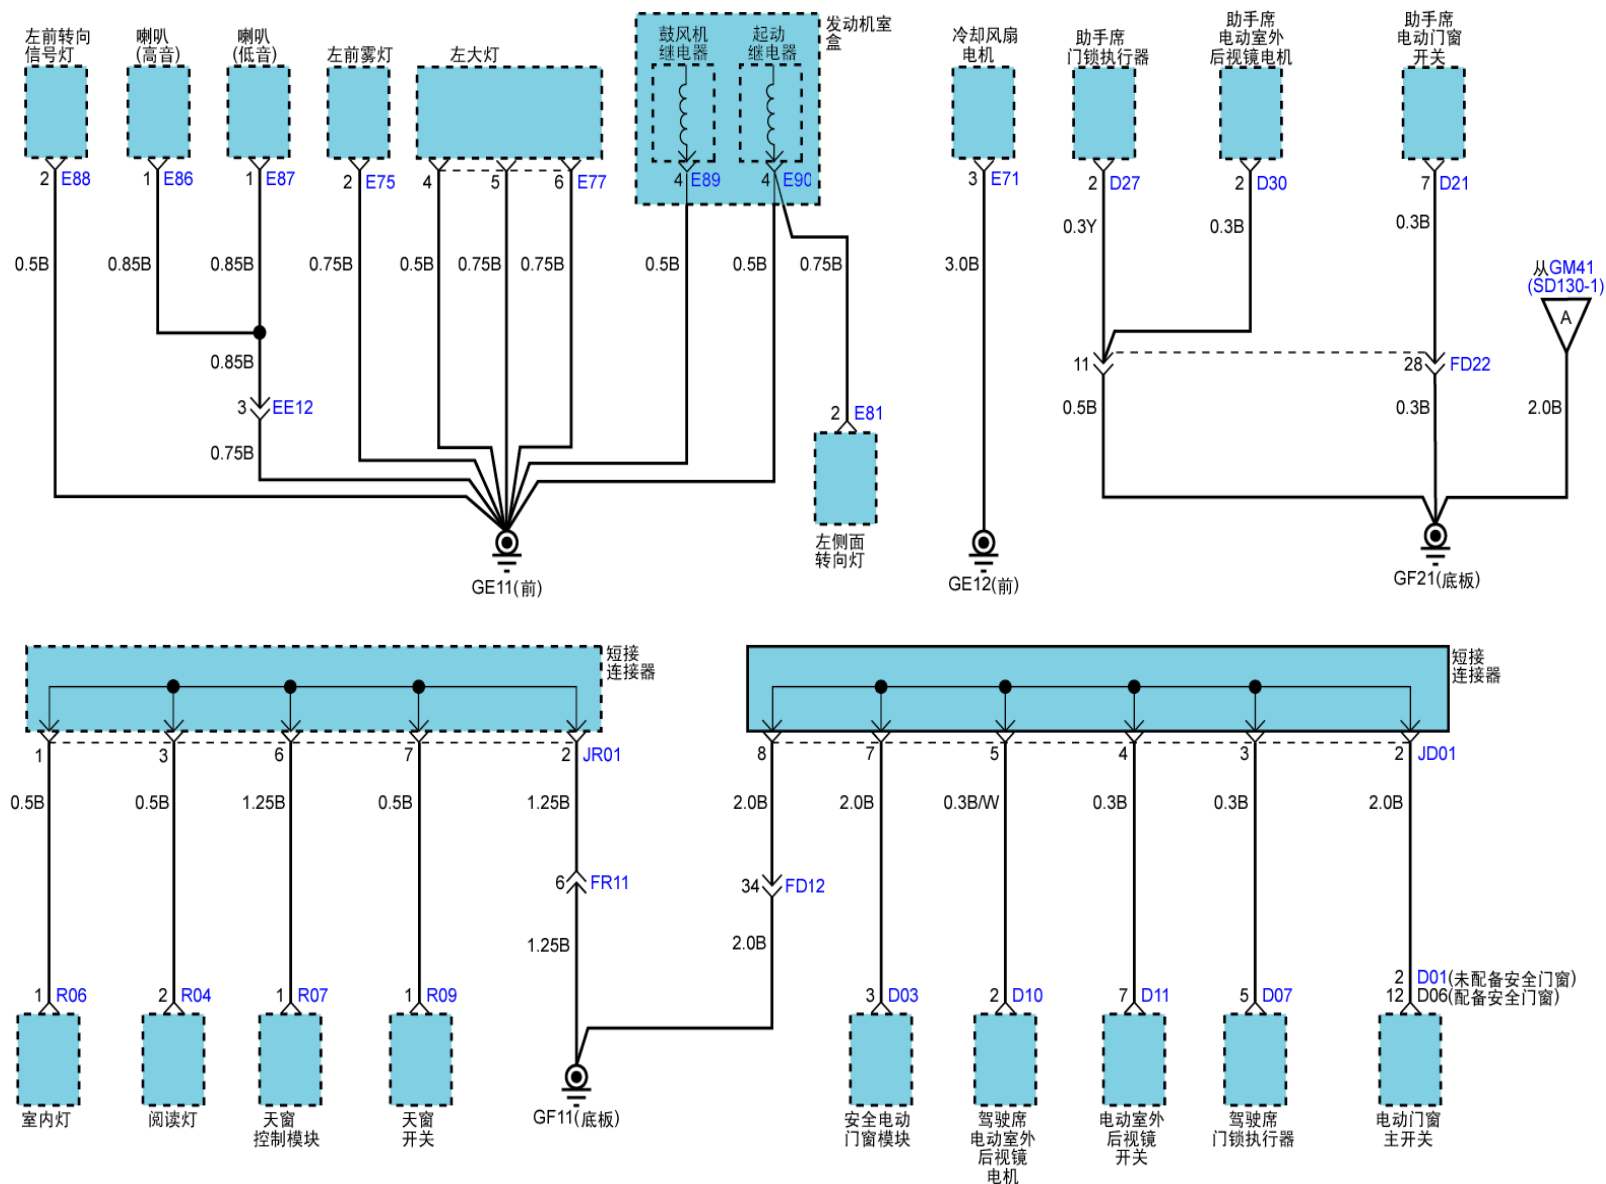 左前转向
信号灯
喇叭
(高音)
喇叭
(低音)
左前雾灯
左大灯
鼓风机
继电器
起动
继电器
发动机室
盒
冷却风扇
电机
助手席
门锁执行器
助手席
电动室外
后视镜电机
助手席
电动门窗
开关
2 E88
1 E86
1 E87
2 E75
4
5
6 E77
4 E89
4 E90
3 E71
2 D27
2 D30
7 D21
0.5B
0.85B
0.85B
0.75B
0.5B
0.75B
0.75B
0.5B
0.5B
0.75B
3.0B
0.3Y
0.3B
0.3B
从GM41
(SD130-1)
A
0.85B
3 EE12
0.75B
2 E81
左侧面
转向灯
11
28 FD22
0.5B
0.3B
2.0B
GE11(前)
GE12(前)
GF21(底板)
短接
连接器
1
3
6
7
2 JR01
0.5B
0.5B
1.25B
0.5B
1.25B
6 FR11
1.25B
1 R06
2 R04
1 R07
1 R09
室内灯
阅读灯
天窗
控制模块
天窗
开关
GF11(底板)
短接
连接器
8
7
5
4
3
2 JD01
2.0B
2.0B
0.3B/W
0.3B
0.3B
2.0B
34 FD12
2.0B
3 D03
2 D10
7 D11
5 D07
2 D01(未配备安全门窗)
12 D06(配备安全门窗)
安全电动
门窗模块
驾驶席
电动室外
后视镜
电机
电动室外
后视镜
开关
驾驶席
门锁执行器
电动门窗
主开关